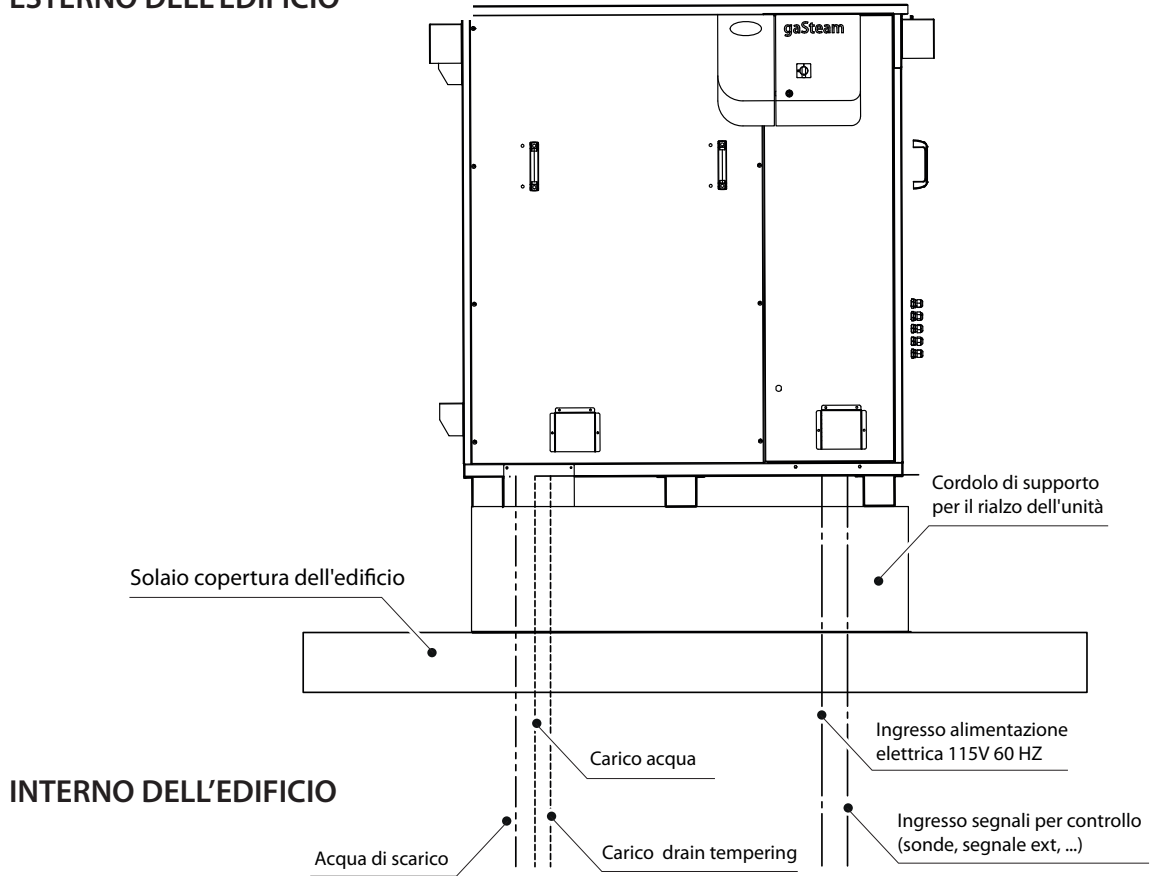 ESTERNO DELL'EDIFICIO
gaSteam
Cordolo di supporto
per il rialzo dell'unità
Solaio copertura dell'edificio
Ingresso alimentazione
elettrica 115V 60 HZ
Carico acqua
INTERNO DELL’EDIFICIO
Ingresso segnali per controllo
(sonde, segnale ext, ...)
Acqua di scarico
Carico drain tempering